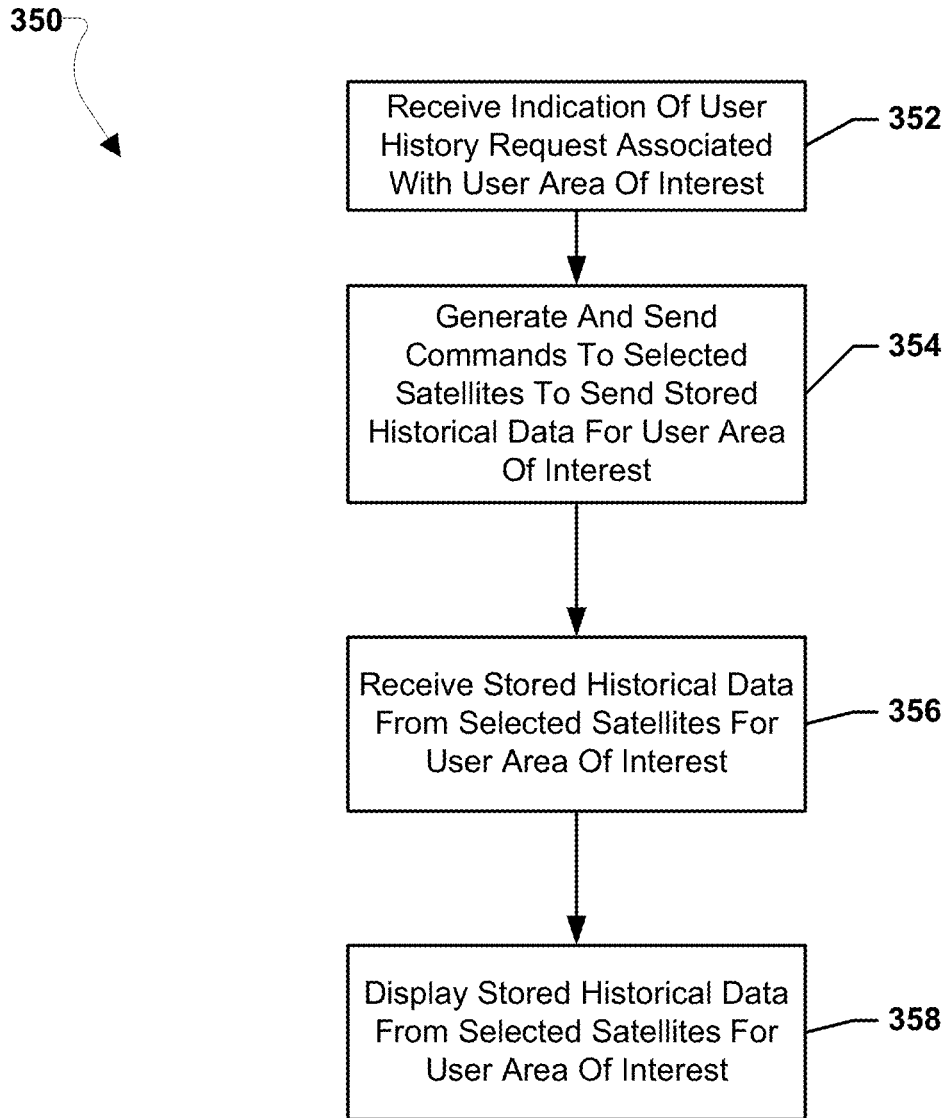 350
Receive Indication Of User
History Request Associated
With User Area Of Interest
352
Generate And Send
Commands To Selected
Satellites To Send Stored
Historical Data For User Area
Of Interest
354
Receive Stored Historical Data
From Selected Satellites For
User Area Of Interest
356
Display Stored Historical Data
From Selected Satellites For
User Area Of Interest
358